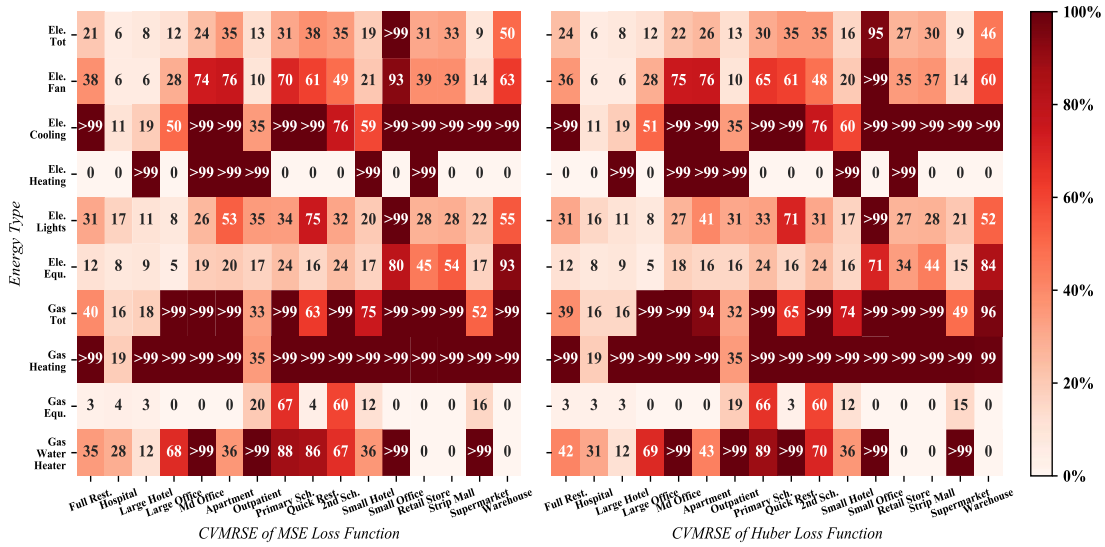 Energy Type
Ele.
Tot
21 6 8 12 24 35 13 31 38 35 19 >99 31 33 9 50
24 6 8 12 22 26 13 30 35 35 16 95 27 30 9 46
Ele.
Fan
38 6 6 28 74 76 10 70 61 49 21 93 39 39 14 63
36 6 6 28 75 76 10 65 61 48 20 >99 35 37 14 60
Ele.
Cooling
>99 11 19 50 >99 >99 35 >99 >99 76 59 >99 >99 >99 >99 >99
>99 11 19 51 >99 >99 35 >99 >99 76 60 >99 >99 >99 >99 >99
Ele.
Heating
0 0 >99 0 >99 >99 >99 0 0 0 >99 0 >99 0 0 0
0 0 >99 0 >99 >99 >99 0 0 0 >99 0 >99 0 0 0
Ele.
Lights
31 17 11 8 26 53 35 34 75 32 20 >99 28 28 22 55
31 16 11 8 27 41 31 33 71 31 17 >99 27 28 21 52
Ele.
Equ.
12 8 9 5 19 20 17 24 16 24 17 80 45 54 17 93
12 8 9 5 18 16 16 24 16 24 16 71 34 44 15 84
Gas
Tot
40 16 18 >99 >99 >99 33 >99 63 >99 75 >99 >99 >99 52 >99
39 16 16 >99 >99 94 32 >99 65 >99 74 >99 >99 >99 49 96
Gas
Heating
>99 19 >99 >99 >99 >99 35 >99 >99 >99 >99 >99 >99 >99 >99 >99
>99 19 >99 >99 >99 >99 35 >99 >99 >99 >99 >99 >99 >99 >99 99
Gas
Equ.
3 4 3 0 0 0 20 67 4 60 12 0 0 0 16 0
3 3 3 0 0 0 19 66 3 60 12 0 0 0 15 0
Gas
Water
Heater
35 28 12 68 >99 36 >99 88 86 67 36 >99 0 0 >99 0
42 31 12 69 >99 43 >99 89 >99 70 36 >99 0 0 >99 0
Full Rest.
Hospital
Large Hotel
Large Office
Md Office
Apartment
Outpatient
Primary Sch.
Quick Rest.
2nd Sch.
Small Hotel
Small Office
Retail Store
Strip Mall
Supermarket
Warehouse
CVMRSE of MSE Loss Function
Full Rest.
Hospital
Large Hotel
Large Office
Md Office
Apartment
Outpatient
Primary Sch.
Quick Rest.
2nd Sch.
Small Hotel
Small Office
Retail Store
Strip Mall
Supermarket
Warehouse
CVMRSE of Huber Loss Function
100%
80%
60%
40%
20%
0%